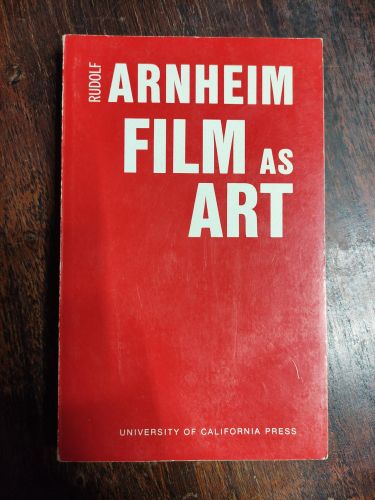 RUDOLF
ARNHEIM
FILM AS
ART
UNIVERSITY OF CALIFORNIA PRESS